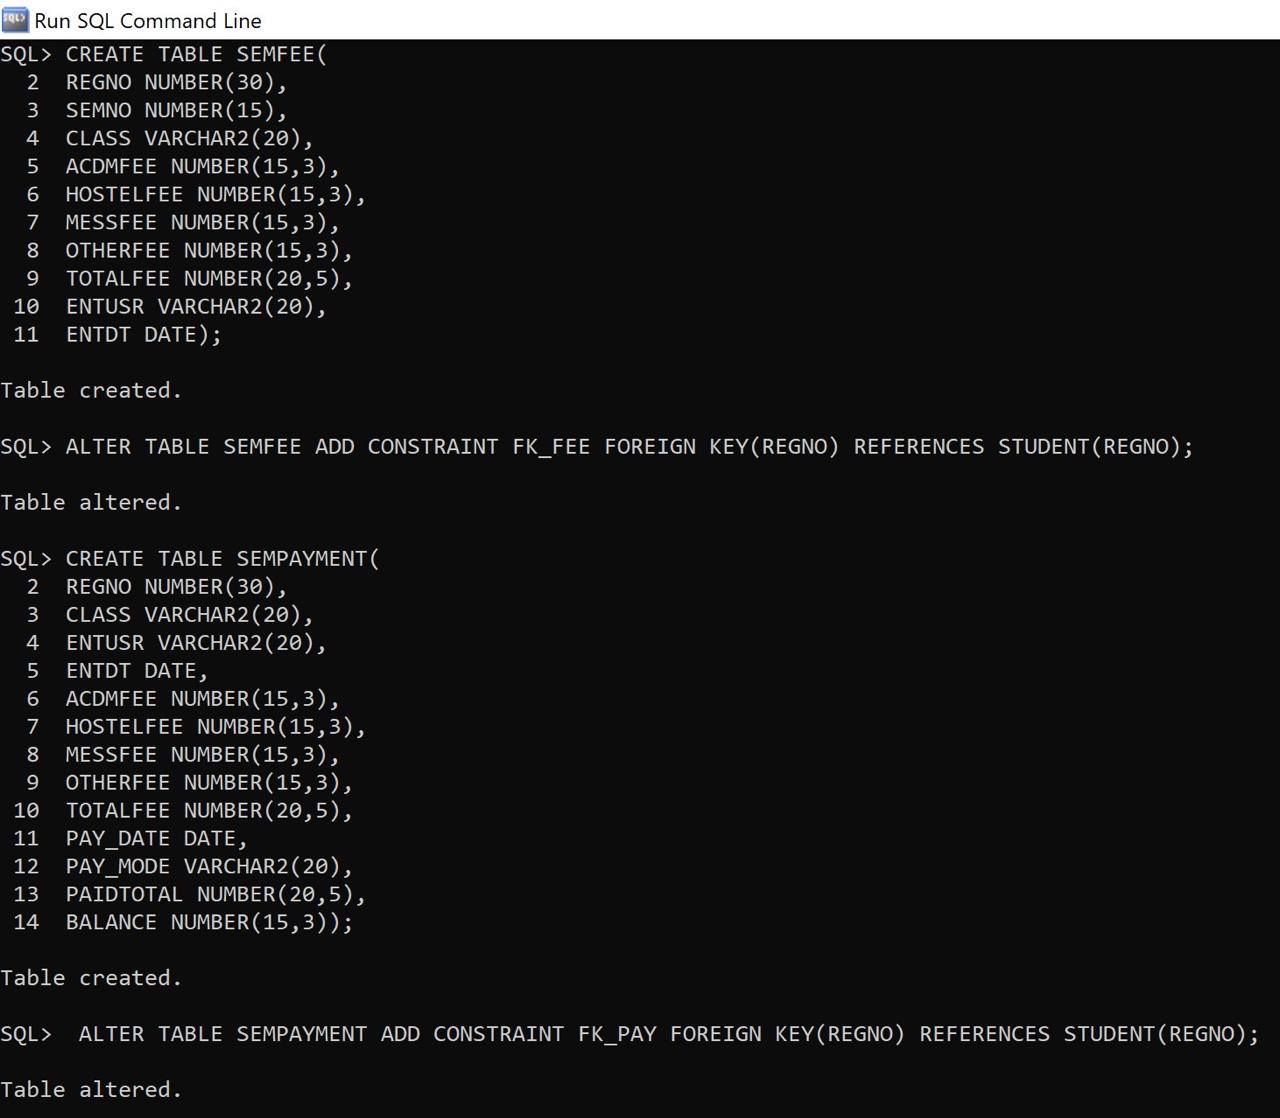 Run SQL Command Line
SQL> CREATE TABLE SEMFEE(
2 REGNO NUMBER(30),
3 SEMNO NUMBER(15),
4 CLASS VARCHAR2(20),
5 ACDMFEE NUMBER(15,3),
6 HOSTELFEE NUMBER(15,3),
7 MESSFEE NUMBER(15,3),
8 OTHERFEE NUMBER(15,3),
9 TOTALFEE NUMBER(20,5),
10 ENTUSR VARCHAR2(20),
11 ENTDT DATE);
Table created.
SQL> ALTER TABLE SEMFEE ADD CONSTRAINT FK_FEE FOREIGN KEY(REGNO) REFERENCES STUDENT(REGNO);
Table altered.
SQL> CREATE TABLE SEMPAYMENT(
2 REGNO NUMBER(30),
3 CLASS VARCHAR2(20),
4 ENTUSR VARCHAR2(20),
5 ENTDT DATE,
6 ACDMFEE NUMBER(15,3),
7 HOSTELFEE NUMBER(15,3),
8 MESSFEE NUMBER(15,3),
9 OTHERFEE NUMBER(15,3),
10 TOTALFEE NUMBER(20,5),
11 PAY_DATE DATE,
12 PAY_MODE VARCHAR2(20),
13 PAIDTOTAL NUMBER(20,5),
14 BALANCE NUMBER(15,3));
Table created.
SQL> ALTER TABLE SEMPAYMENT ADD CONSTRAINT FK_PAY FOREIGN KEY(REGNO) REFERENCES STUDENT(REGNO);
Table altered.